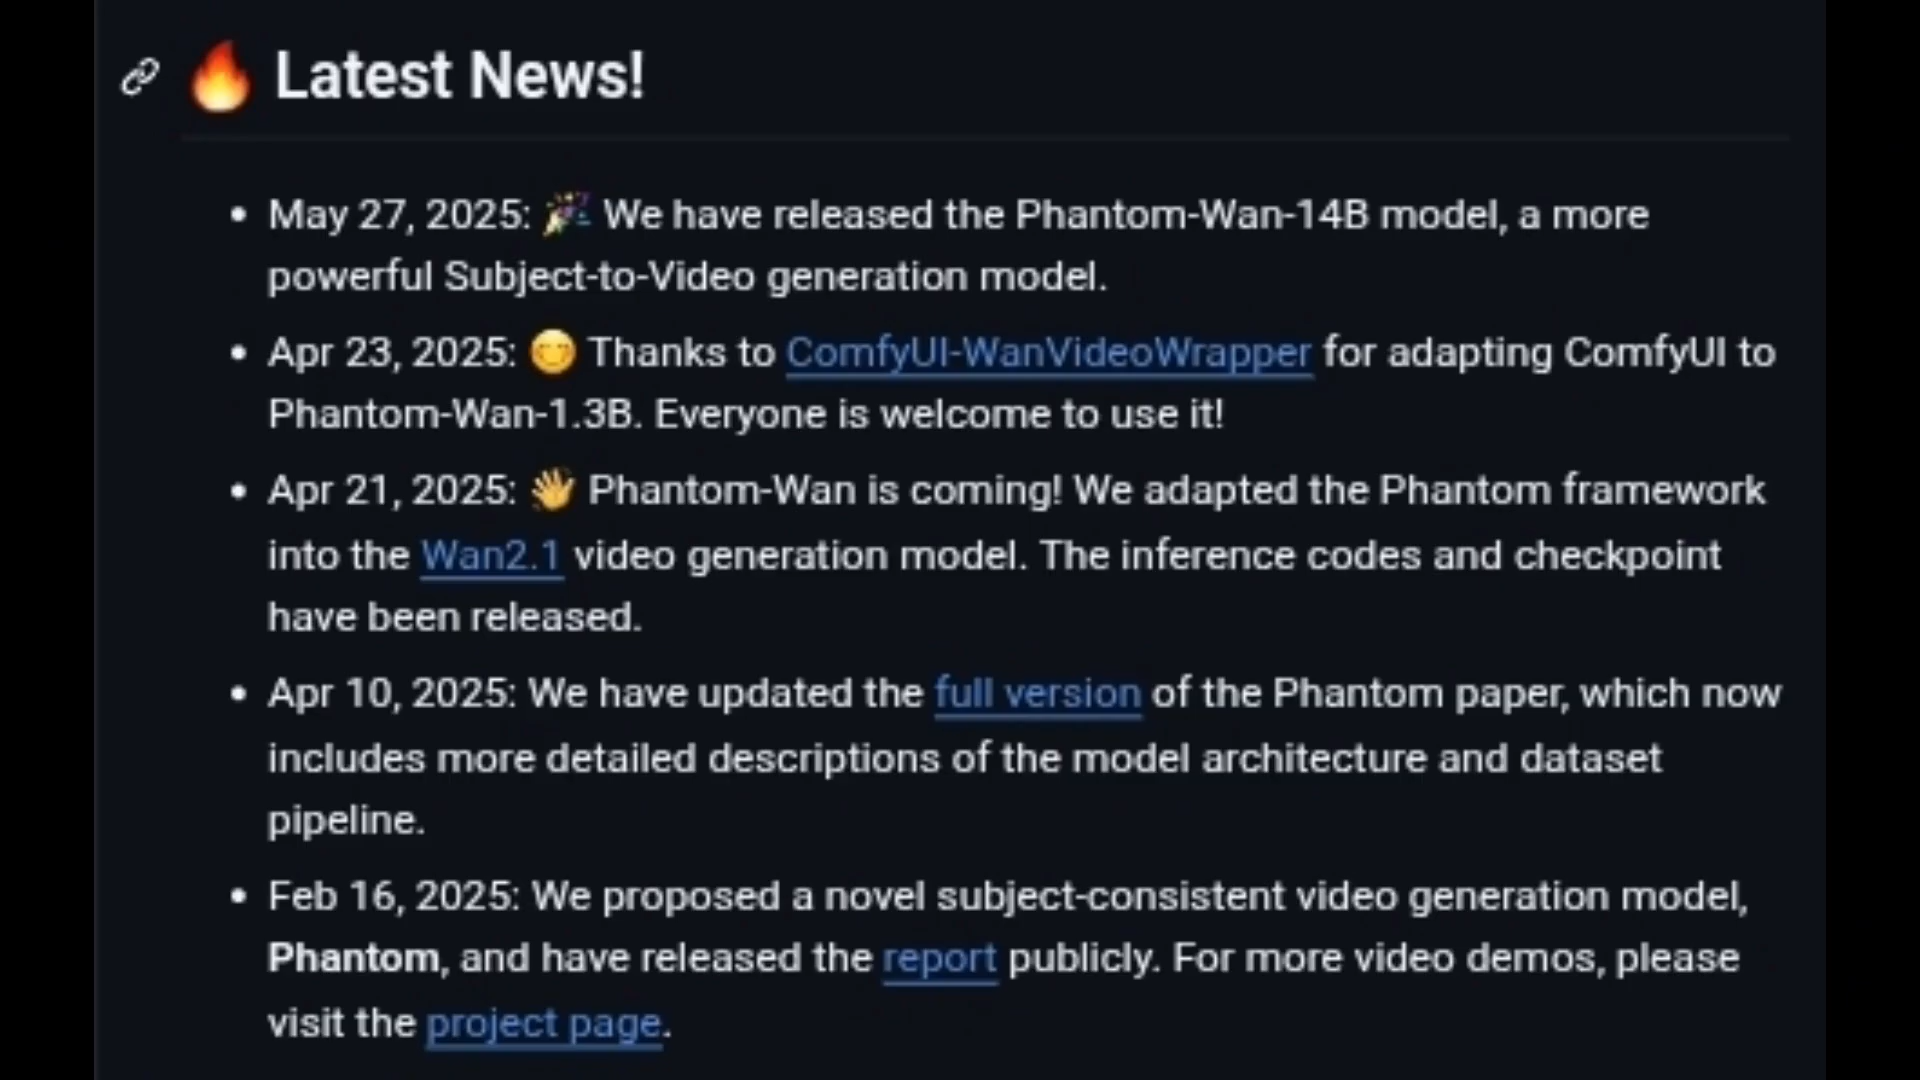 🔥 Latest News!
• May 27, 2025: 🎉 We have released the Phantom-Wan-14B model, a more
powerful Subject-to-Video generation model.
• Apr 23, 2025: 😊 Thanks to ComfyUI-WanVideoWrapper for adapting ComfyUI to
Phantom-Wan-1.3B. Everyone is welcome to use it!
• Apr 21, 2025: 👋 Phantom-Wan is coming! We adapted the Phantom framework
into the Wan2.1 video generation model. The inference codes and checkpoint
have been released.
• Apr 10, 2025: We have updated the full version of the Phantom paper, which now
includes more detailed descriptions of the model architecture and dataset
pipeline.
• Feb 16, 2025: We proposed a novel subject-consistent video generation model,
Phantom, and have released the report publicly. For more video demos, please
visit the project page.